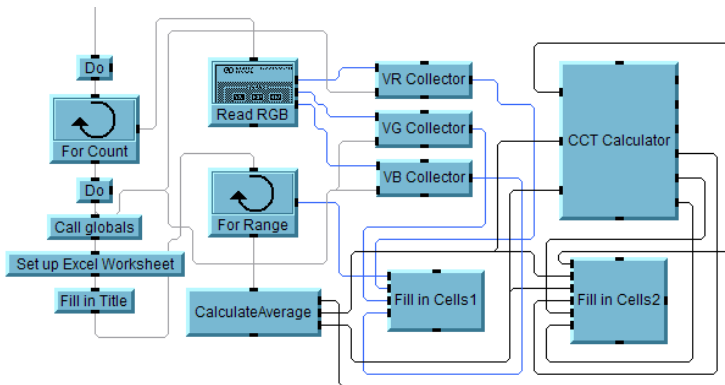 Do
For Count
Do
Call globals
Set up Excel Worksheet
Fill in Title
Read RGB
For Range
CalculateAverage
VR Collector
VG Collector
VB Collector
Fill in Cells1
CCT Calculator
Fill in Cells2